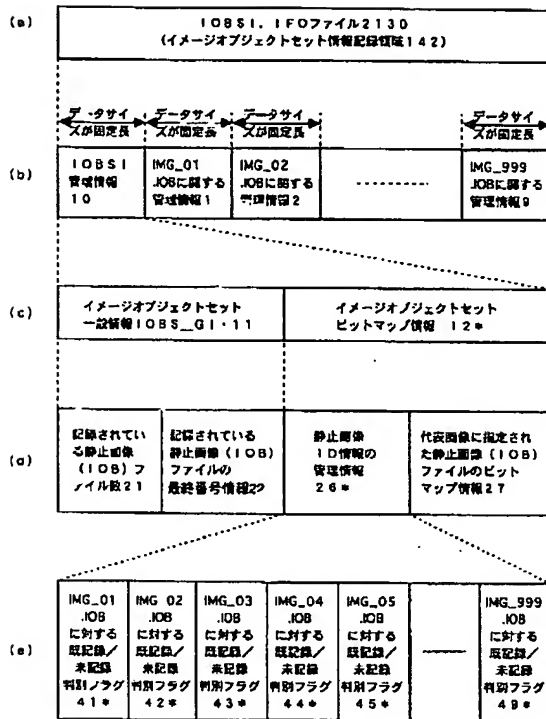 (a)
IOBSI. IFOファイル2130
(イメージオブジェクトセット情報記録領域142)
データサイ
ズが固定長
データサイ
ズが固定長
データサイ
ズが固定長
データサイ
ズが固定長
(b)
IOBSI
管理情報
10
IMG_01
.IOBに関する
管理情報1
IMG_02
.IOBに関する
管理情報2
IMG_999
.IOBに関する
管理情報9
(c)
イメージオブジェクトセット
一般情報IOBS__GI・11
イメージオブジェクトセット
ビットマップ情報 12*
(d)
記録されてい
る静止画像
(IOB)フ
ァイル数21
記録されている
静止画像(IOB)
ファイルの
最終番号情報22
静止画像
ID情報の
管理情報
26*
代表画像に指定され
た静止画像(IOB)
ファイルのビット
マップ情報27
(e)
IMG_01
.IOB
に対する
既記録/
未記録
判別フラグ
41*
IMG_02
.IOB
に対する
既記録/
未記録
判別フラグ
42*
IMG_03
.IOB
に対する
既記録/
未記録
判別フラグ
43*
IMG_04
.IOB
に対する
既記録/
未記録
判別フラグ
44*
IMG_05
.IOB
に対する
既記録/
未記録
判別フラグ
45*
IMG_999
.IOB
に対する
既記録/
未記録
判別フラグ
49*